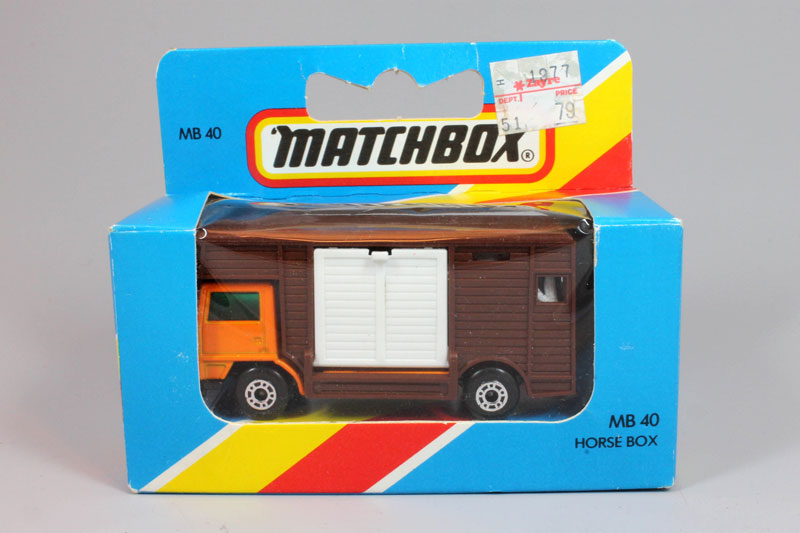 H 1377
Zayre
DEPT. PRICE
51 79
MB 40
"MATCHBOX"®
MB 40
HORSE BOX